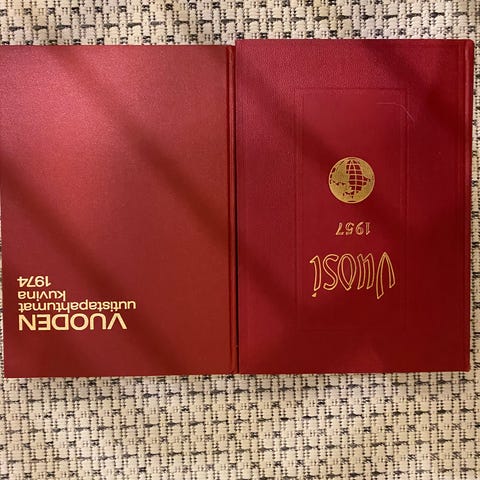 Vuosi
1957
VUODEN
uutistapahtumat
kuvina
1974